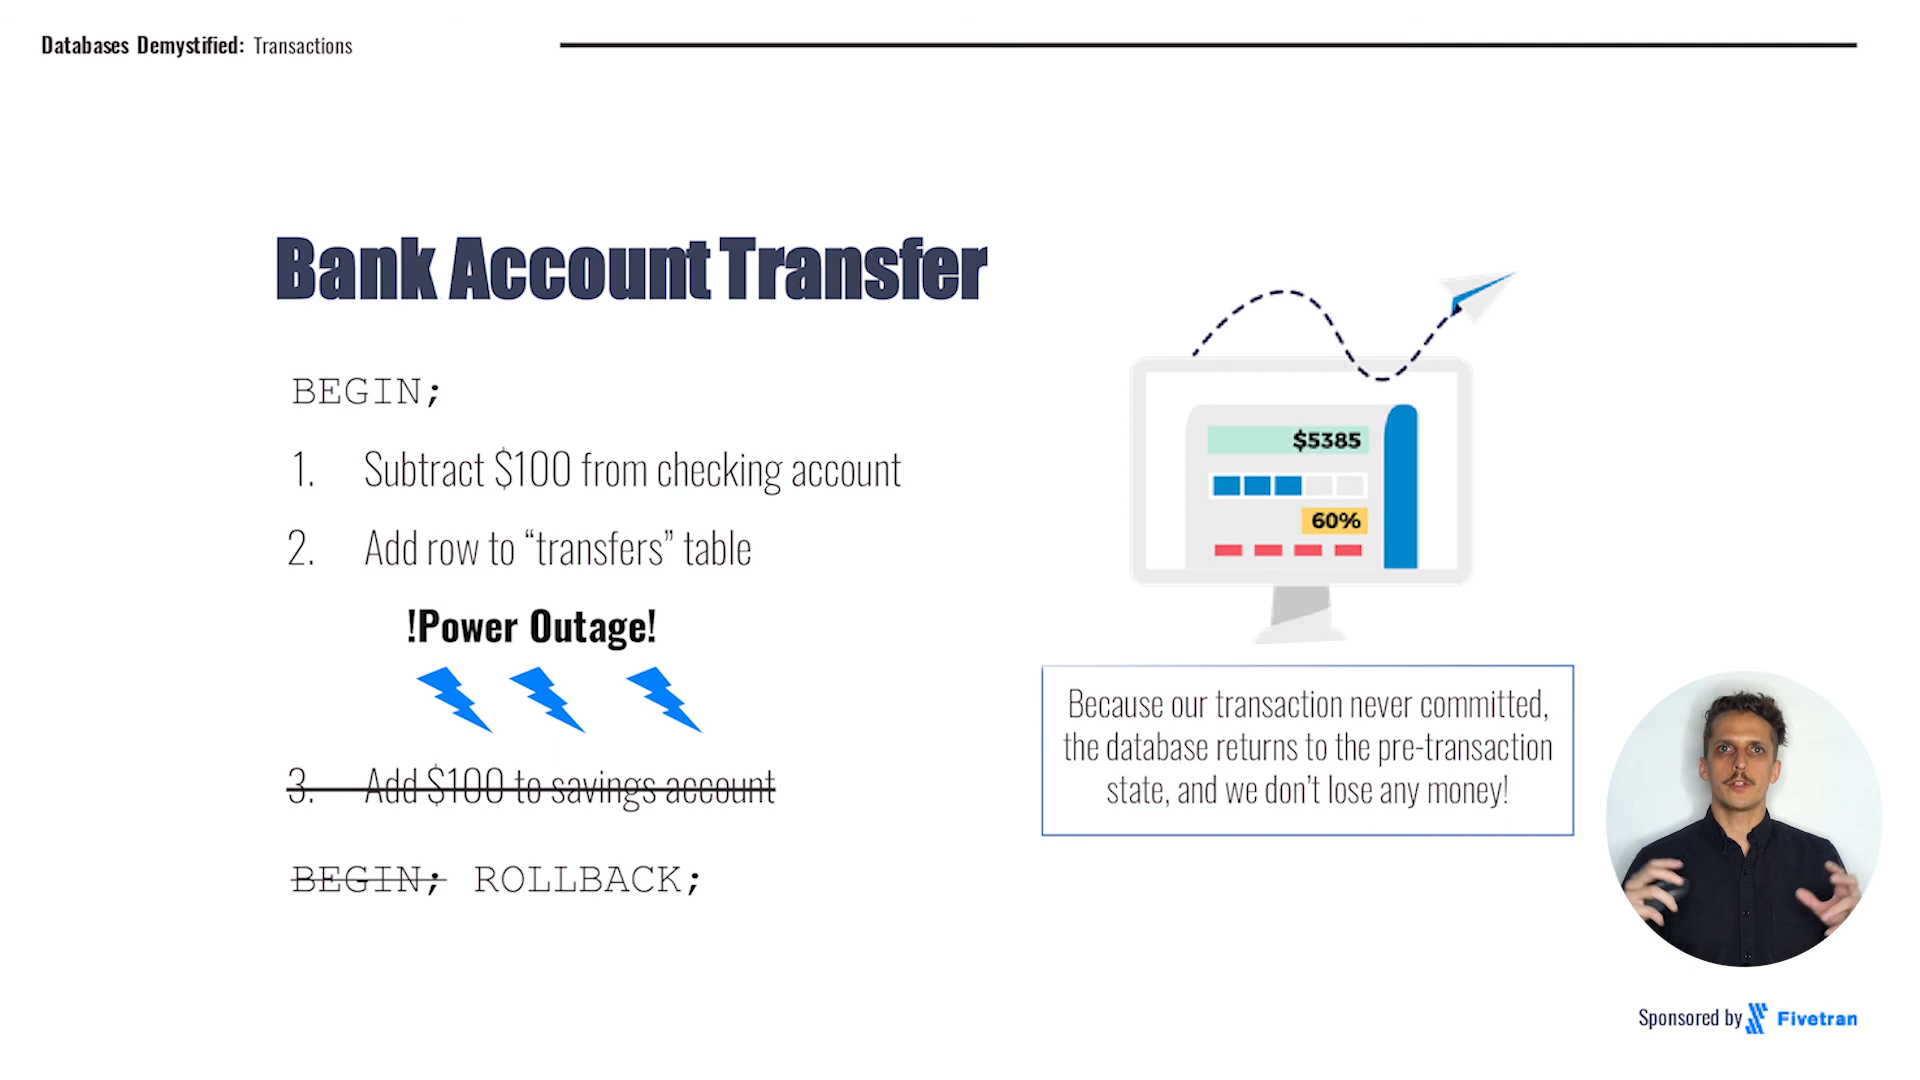 Databases Demystified: Transactions
Bank Account Transfer
BEGIN;
1. Subtract $100 from checking account
2. Add row to “transfers” table
!Power Outage!
3. Add $100 to savings account
BEGIN; ROLLBACK;
$5385
60%
Because our transaction never committed,
the database returns to the pre-transaction
state, and we don’t lose any money!
Sponsored by Fivetran